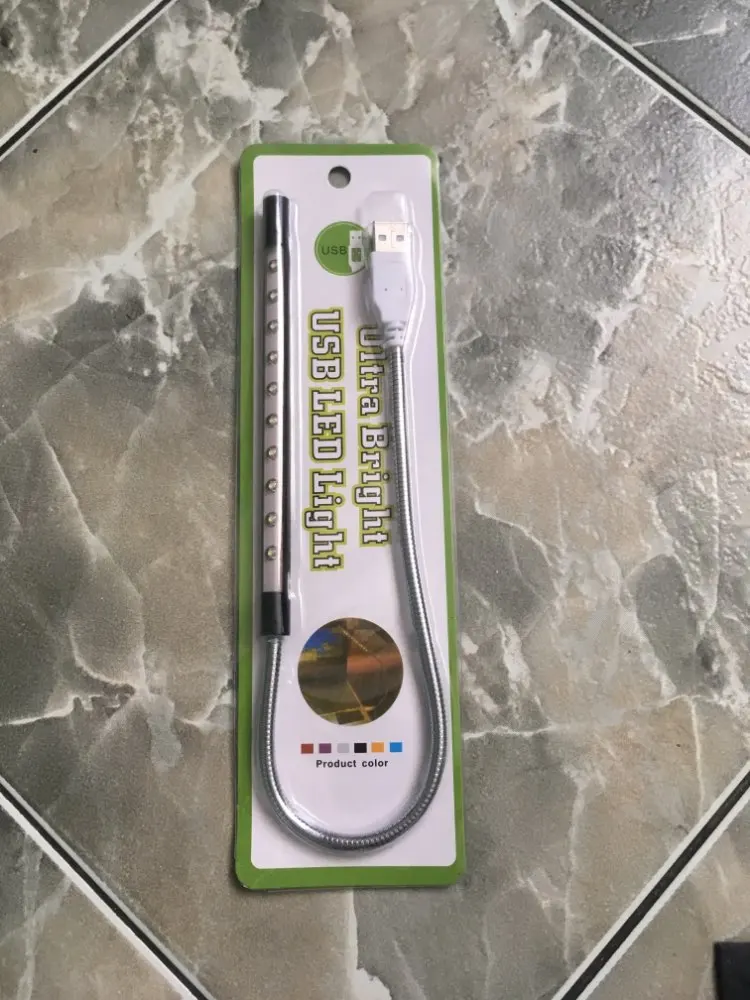 USB
Ultra Bright
USB LED Light
Product color